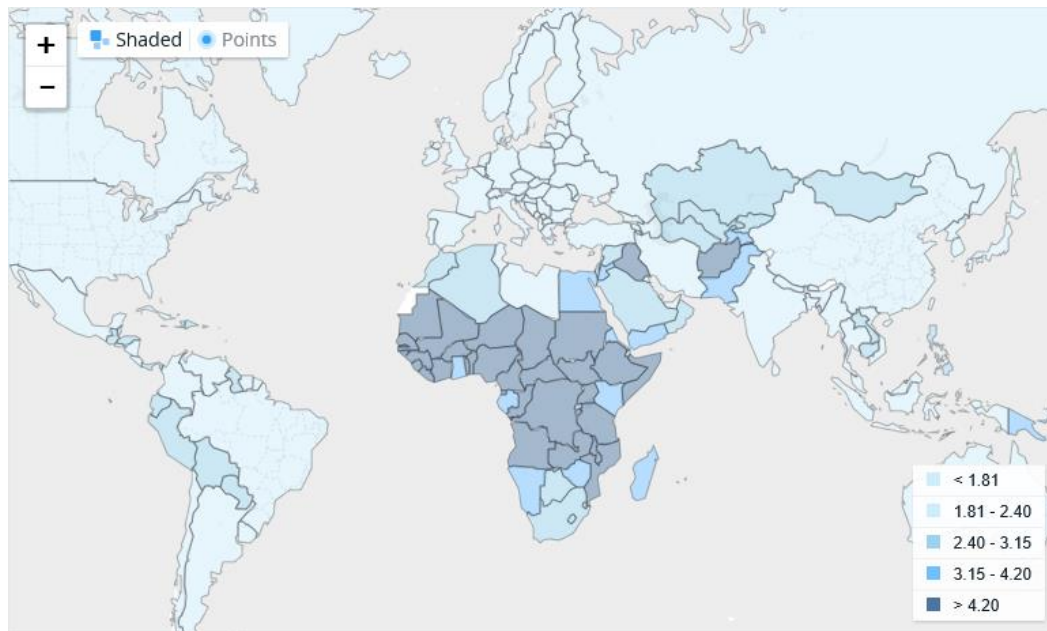 +
Shaded Points
−
< 1.81
1.81 - 2.40
2.40 - 3.15
3.15 - 4.20
> 4.20